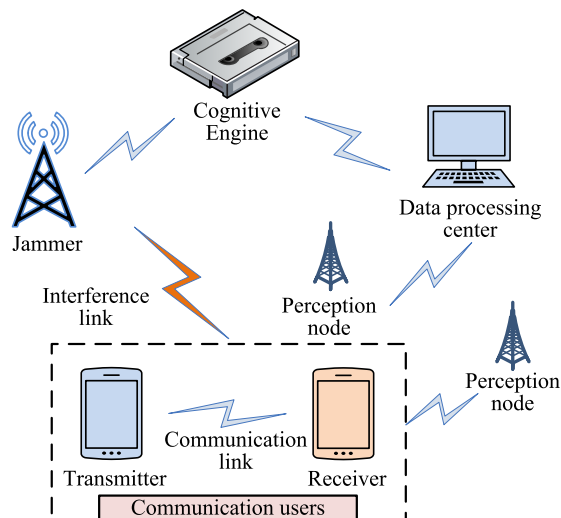 Cognitive
Engine
Data processing
center
Jammer
Interference
link
Perception
node
Perception
node
Communication
link
Transmitter
Receiver
Communication users